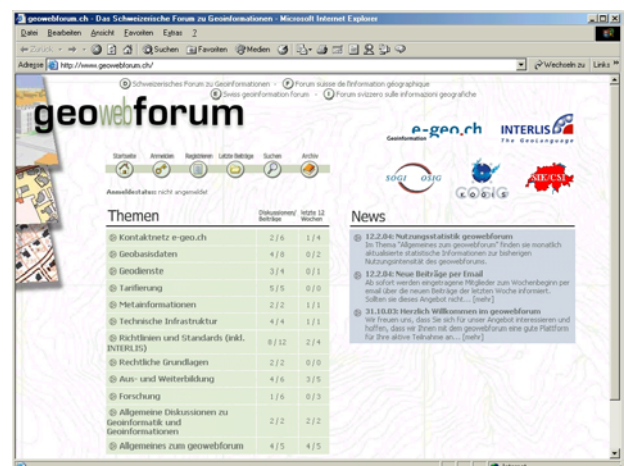 geowebforum.ch - Das Schweizerische Forum zu Geoinformationen - Microsoft Internet Explorer
Datei Bearbeiten Ansicht Favoriten Extras ?
Zurück Suchen Favoriten Medien
Adresse http://www.geowebforum.ch/ Wechseln zu Links »
D Schweizerisches Forum zu Geoinformationen - F Forum suisse de l'information géographique
E Swiss geoinformation forum - I Forum svizzero sulle informazioni geografiche
geowebforum
e-geo.ch
Geoinformation
INTERLIS
The GeoLanguage
Startseite Anmelden Registrieren Letzte Beiträge Suchen Archiv
SOGI OSIG
COSIG
KOGIS
SIK/CSI
Anmeldestatus: nicht angemeldet
Themen
Diskussionen/ letzte 12
Beiträge Wochen
Kontaktnetz e-geo.ch 2/6 1/4
Geobasisdaten 4/8 0/2
Geodienste 3/4 0/1
Tarifierung 5/5 0/0
Metainformationen 2/2 1/1
Technische Infrastruktur 4/4 1/1
Richtlinien und Standards (inkl. 8/12 2/4
INTERLIS)
Rechtliche Grundlagen 2/2 0/0
Aus- und Weiterbildung 4/6 3/5
Forschung 1/6 0/3
Allgemeine Diskussionen zu
Geoinformatik und 2/2 2/2
Geoinformationen
Allgemeines zum geowebforum 4/5 4/5
News
12.2.04: Nutzungsstatistik geowebforum
Im Thema "Allgemeines zum geowebforum" finden sie monatlich
aktualisierte statistische Informationen zur bisherigen
Nutzungsintensität des geowebforums.
12.2.04: Neue Beiträge per Email
Ab sofort werden eingetragene Mitglieder zum Wochenbeginn per
email über die neuen Beiträge der letzten Woche informiert.
Sollten sie dieses Angebot nicht... [mehr]
31.10.03: Herzlich Willkommen im geowebforum
Wir freuen uns, dass Sie sich für unser Angebot interessieren und
hoffen, dass wir Ihnen mit dem geowebforum eine gute Plattform
für Ihre aktive Teilnahme an... [mehr]